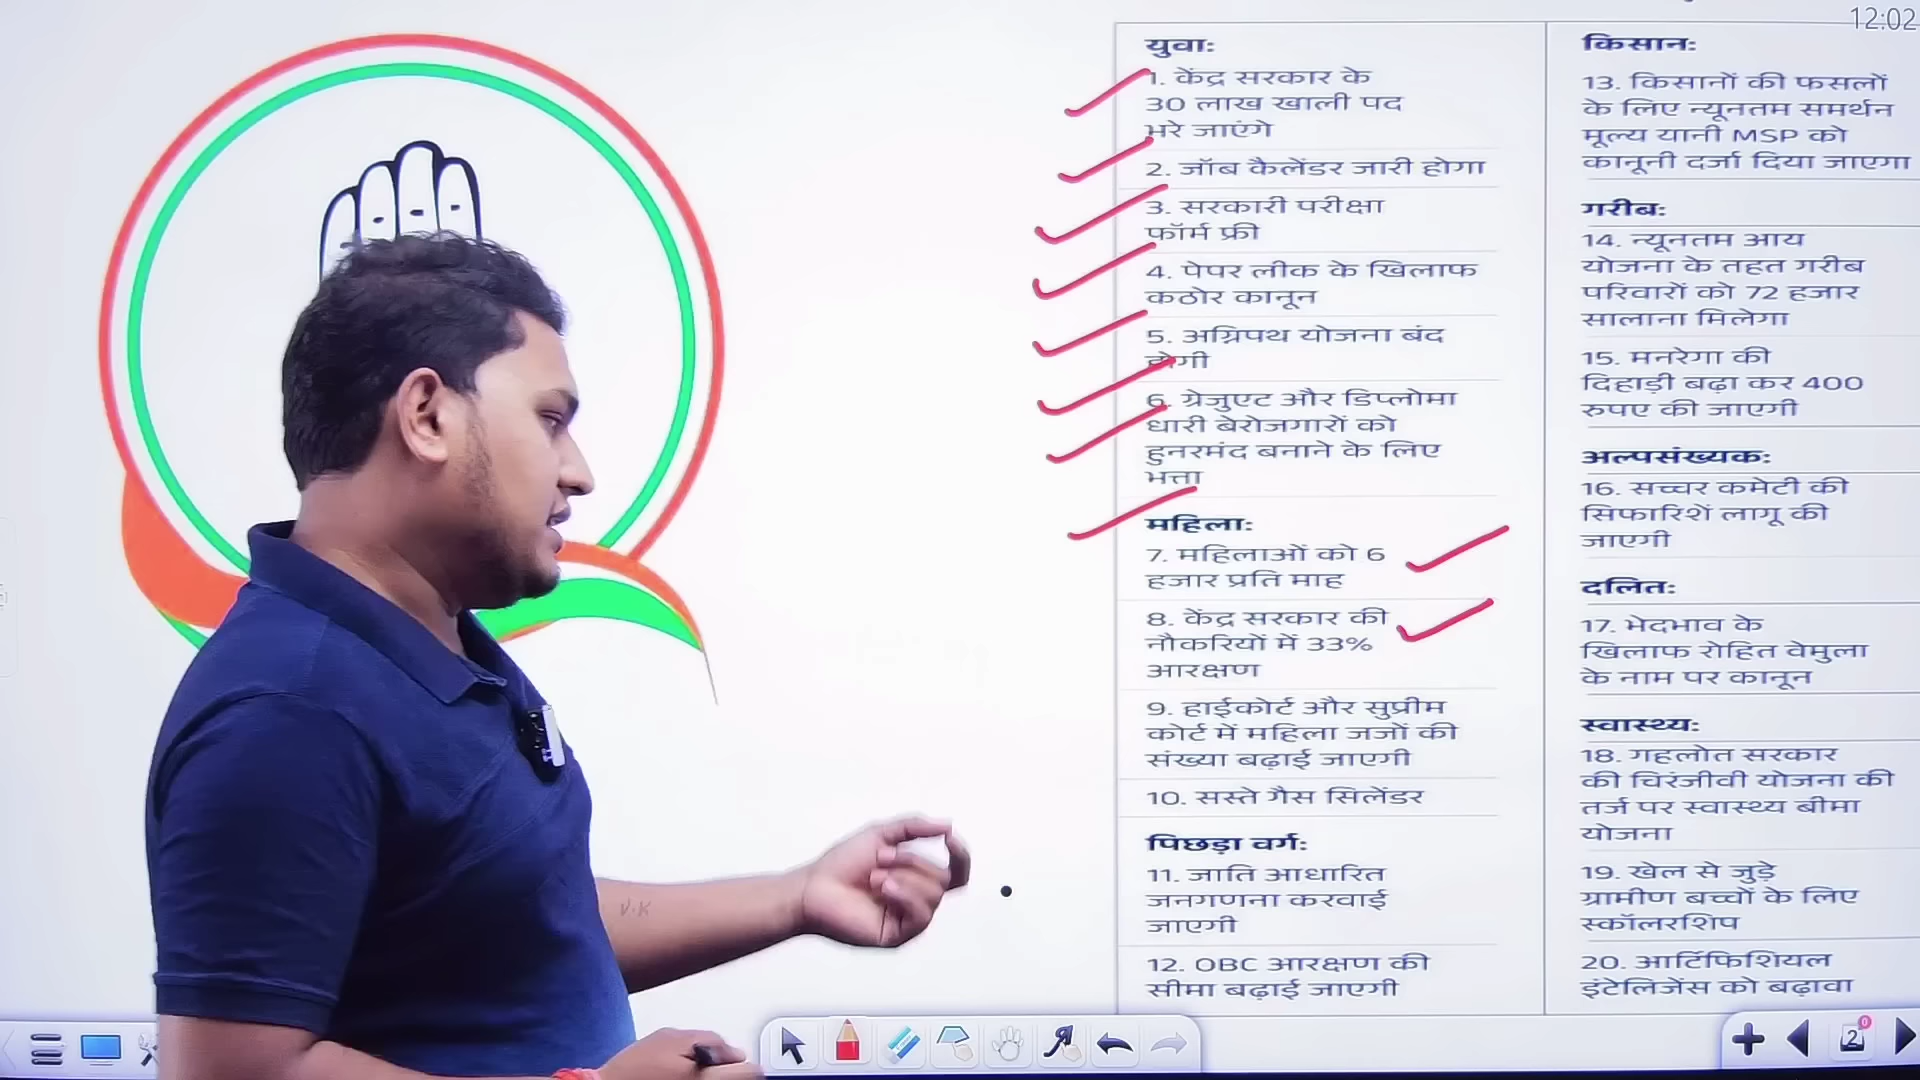 12:02
युवा:
1. केंद्र सरकार के
30 लाख खाली पद
भरे जाएंगे
2. जॉब कैलेंडर जारी होगा
3. सरकारी परीक्षा
फॉर्म फ्री
4. पेपर लीक के खिलाफ
कठोर कानून
5. अग्निपथ योजना बंद
होगी
6. ग्रेजुएट और डिप्लोमा
धारी बेरोजगारों को
हुनरमंद बनाने के लिए
भत्ता
महिला:
7. महिलाओं को 6
हजार प्रति माह
8. केंद्र सरकार की
नौकरियों में 33%
आरक्षण
9. हाईकोर्ट और सुप्रीम
कोर्ट में महिला जजों की
संख्या बढ़ाई जाएगी
10. सस्ते गैस सिलेंडर
पिछड़ा वर्ग:
11. जाति आधारित
जनगणना करवाई
जाएगी
12. OBC आरक्षण की
सीमा बढ़ाई जाएगी
किसान:
13. किसानों की फसलों
के लिए न्यूनतम समर्थन
मूल्य यानी MSP को
कानूनी दर्जा दिया जाएगा
गरीब:
14. न्यूनतम आय
योजना के तहत गरीब
परिवारों को 72 हजार
सालाना मिलेगा
15. मनरेगा की
दिहाड़ी बढ़ा कर 400
रुपए की जाएगी
अल्पसंख्यक:
16. सच्चर कमेटी की
सिफारिशें लागू की
जाएगी
दलित:
17. भेदभाव के
खिलाफ रोहित वेमुला
के नाम पर कानून
स्वास्थ्य:
18. गहलोत सरकार
की चिरंजीवी योजना की
तर्ज पर स्वास्थ्य बीमा
योजना
19. खेल से जुड़े
ग्रामीण बच्चों के लिए
स्कॉलरशिप
20. आर्टिफिशियल
इंटेलिजेंस को बढ़ावा
V.K
2
0